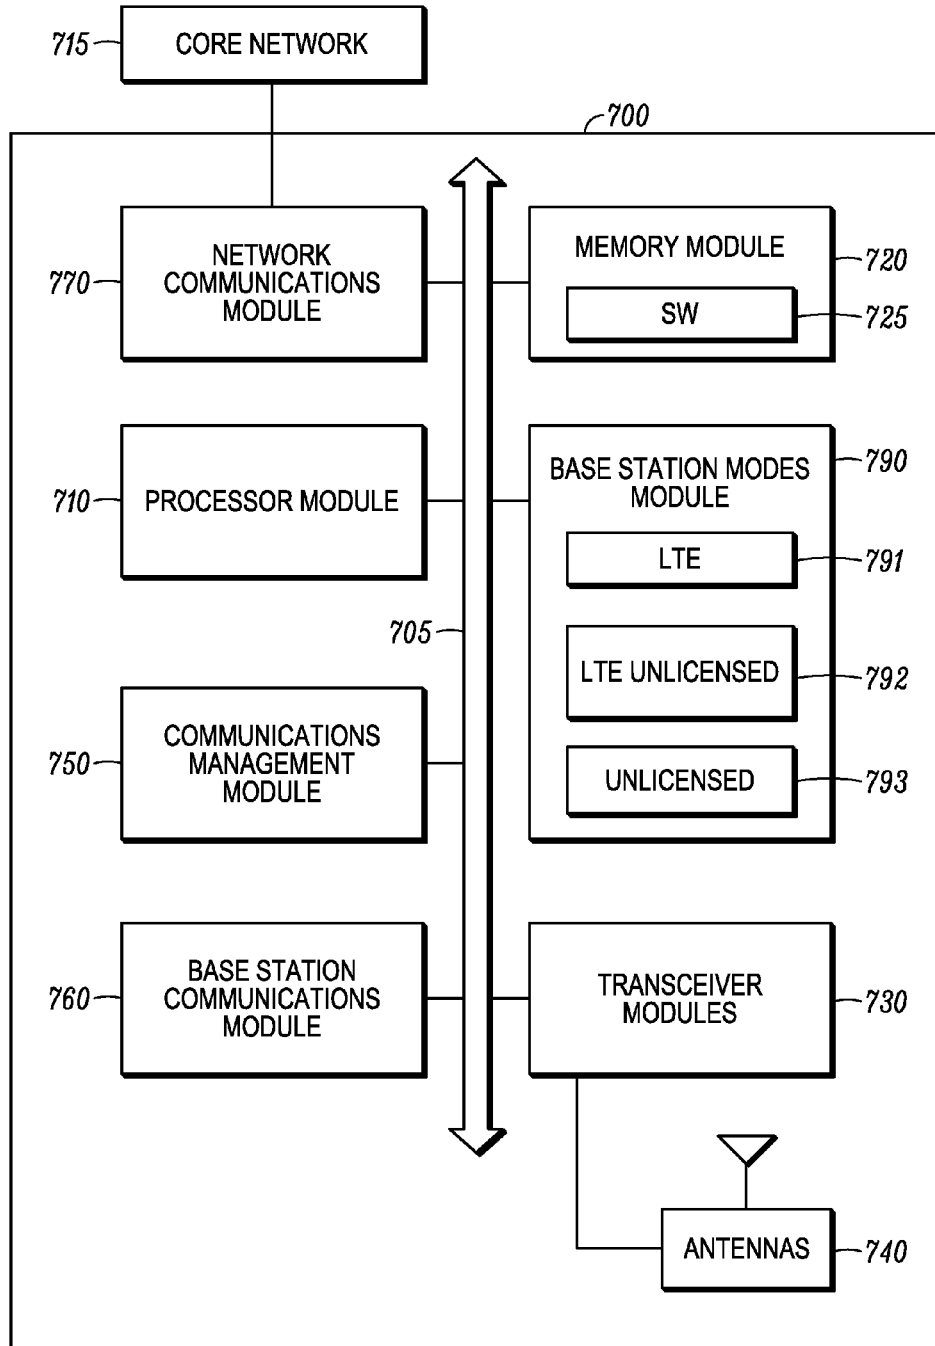 715
CORE NETWORK
700
770
NETWORK
COMMUNICATIONS
MODULE
MEMORY MODULE
720
SW
725
710
PROCESSOR MODULE
BASE STATION MODES
MODULE
790
LTE
791
705
LTE UNLICENSED
792
750
COMMUNICATIONS
MANAGEMENT
MODULE
UNLICENSED
793
760
BASE STATION
COMMUNICATIONS
MODULE
TRANSCEIVER
MODULES
730
ANTENNAS
740